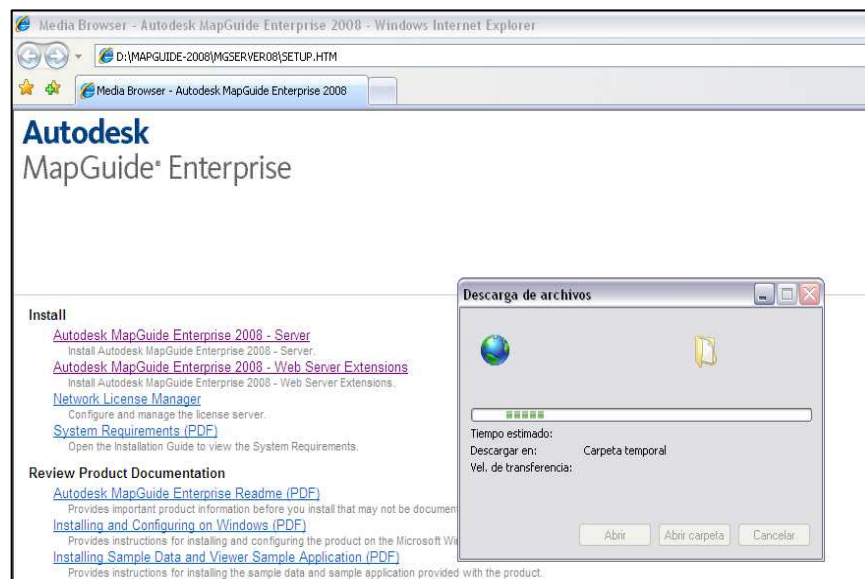 Media Browser - Autodesk MapGuide Enterprise 2008 - Windows Internet Explorer
D:\MAPGUIDE-2008\MGSERVER08\SETUP.HTM
Media Browser - Autodesk MapGuide Enterprise 2008
Autodesk
MapGuide® Enterprise
Install
Autodesk MapGuide Enterprise 2008 - Server
Install Autodesk MapGuide Enterprise 2008 - Server.
Autodesk MapGuide Enterprise 2008 - Web Server Extensions
Install Autodesk MapGuide Enterprise 2008 - Web Server Extensions.
Network License Manager
Configure and manage the license server.
System Requirements (PDF)
Open the Installation Guide to view the System Requirements.
Review Product Documentation
Autodesk MapGuide Enterprise Readme (PDF)
Provides important product information before you install that may not be documen
Installing and Configuring on Windows (PDF)
Provides instructions for installing and configuring the product on the Microsoft Wi
Installing Sample Data and Viewer Sample Application (PDF)
Provides instructions for installing the sample data and sample application provided with the product.
Descarga de archivos
Tiempo estimado:
Descargar en: Carpeta temporal
Vel. de transferencia:
Abrir Abrir carpeta Cancelar